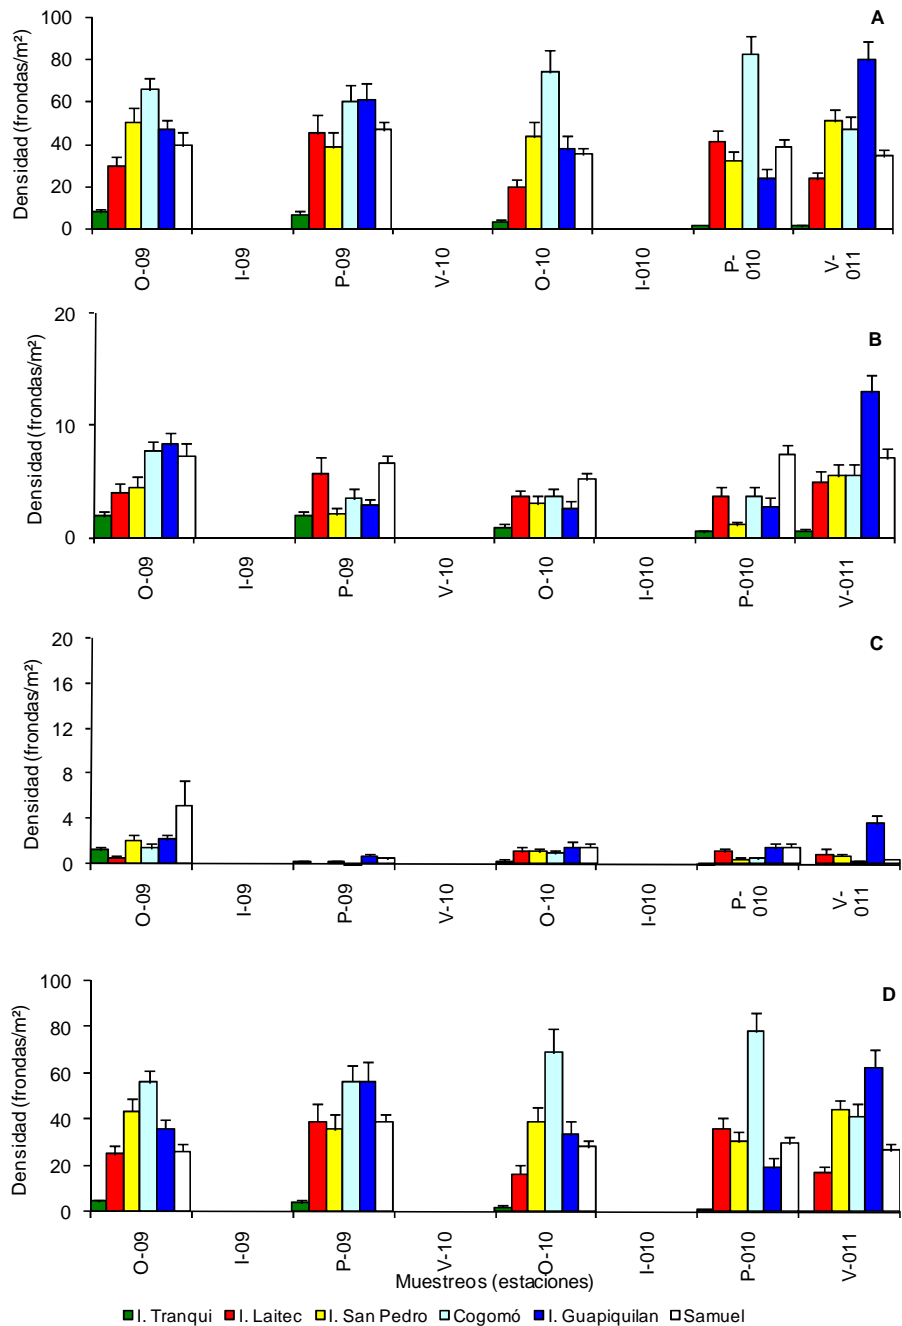 A
Densidad (frondas/m²)
100
80
60
40
20
0
O-09
I-09
P-09
V-10
O-10
I-010
P-
010
V-
011
B
Densidad (frondas/m²)
20
10
0
O-09
I-09
P-09
V-10
O-10
I-010
P-010
V-011
C
Densidad (frondas/m²)
20
16
12
8
4
0
O-09
I-09
P-09
V-10
O-10
I-010
P-
010
V-
011
D
Densidad (frondas/m²)
100
80
60
40
20
0
O-09
I-09
P-09
V-10
O-10
I-010
P-010
V-011
Muestreos (estaciones)
I. Tranqui I. Laitec I. San Pedro Cogomó I. Guapiquilan Samuel